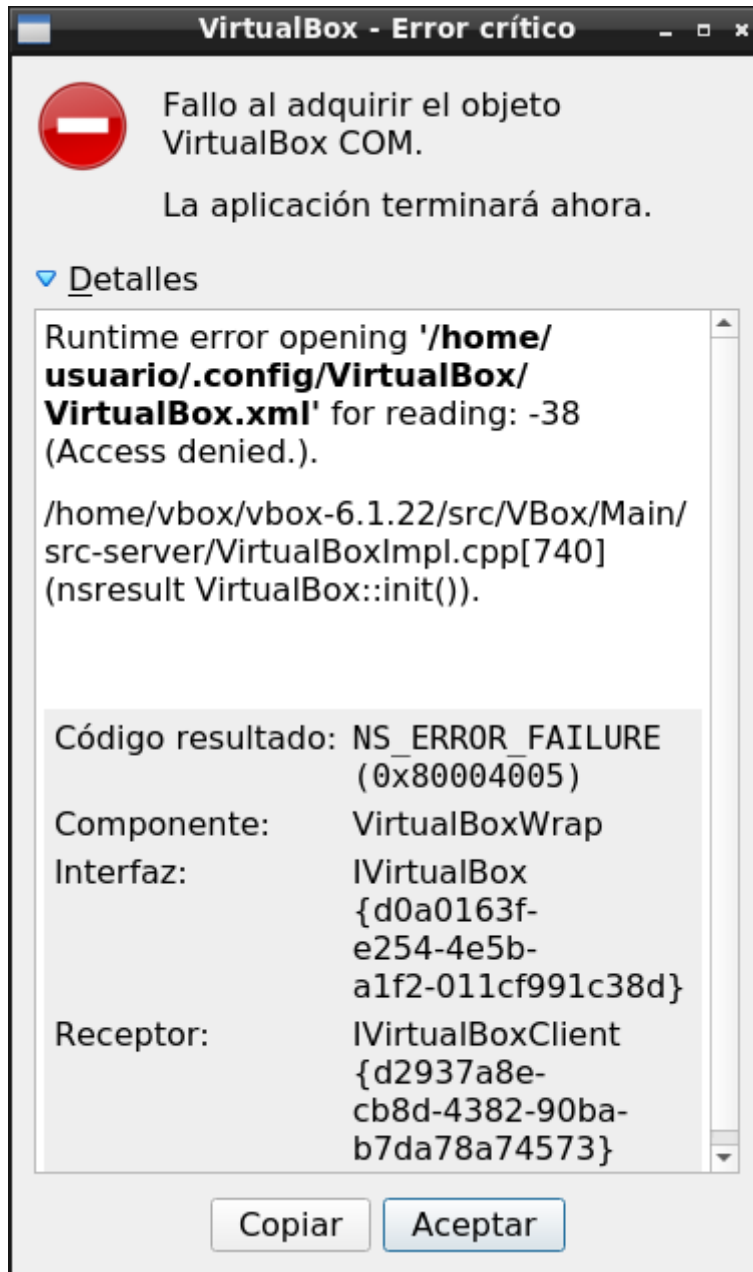 VirtualBox - Error crítico
Fallo al adquirir el objeto
VirtualBox COM.
La aplicación terminará ahora.
Detalles
Runtime error opening '/home/
usuario/.config/VirtualBox/
VirtualBox.xml' for reading: -38
(Access denied.).
/home/vbox/vbox-6.1.22/src/VBox/Main/
src-server/VirtualBoxImpl.cpp[740]
(nsresult VirtualBox::init()).
Código resultado: NS_ERROR_FAILURE
(0x80004005)
Componente: VirtualBoxWrap
Interfaz: IVirtualBox
{d0a0163f-
e254-4e5b-
a1f2-011cf991c38d}
Receptor: IVirtualBoxClient
{d2937a8e-
cb8d-4382-90ba-
b7da78a74573}
Copiar Aceptar